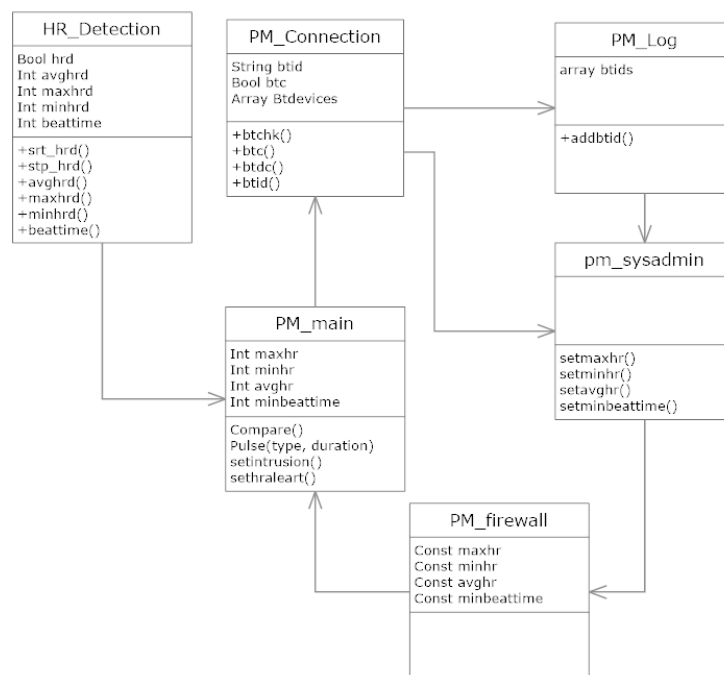 HR_Detection
Bool hrd
Int avghrd
Int maxhrd
Int minhrd
Int beattime
+srt_hrd()
+stp_hrd()
+avghrd()
+maxhrd()
+minhrd()
+beattime()
PM_Connection
String btid
Bool btc
Array Btdevices
+btchk()
+btc()
+btdc()
+btid()
PM_Log
array btids
+addbtid()
pm_sysadmin
setmaxhr()
setminhr()
setavghr()
setminbeattime()
PM_main
Int maxhr
Int minhr
Int avghr
Int minbeattime
Compare()
Pulse(type, duration)
setintrusion()
sethraleart()
PM_firewall
Const maxhr
Const minhr
Const avghr
Const minbeattime